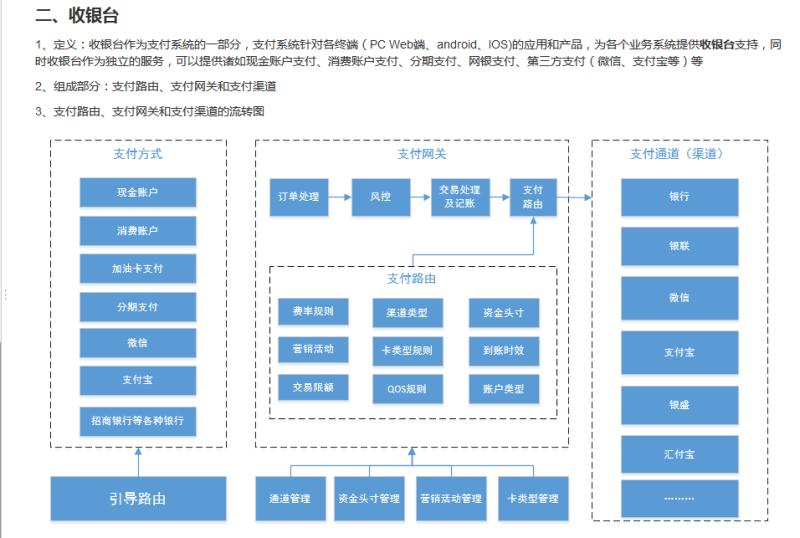 二、收银台
1、定义：收银台作为支付系统的一部分，支付系统针对各终端（PC Web端、android、IOS)的应用和产品，为各个业务系统提供收银台支持，同
时收银台作为独立的服务，可以提供诸如现金账户支付、消费账户支付、分期支付、网银支付、第三方支付（微信、支付宝等）等
2、组成部分：支付路由、支付网关和支付渠道
3、支付路由、支付网关和支付渠道的流转图
支付方式
现金账户
消费账户
加油卡支付
分期支付
微信
支付宝
招商银行等各种银行
引导路由
支付网关
订单处理
风控
交易处理
及记账
支付
路由
支付路由
费率规则
渠道类型
资金头寸
营销活动
卡类型规则
到账时效
交易限额
QOS规则
账户类型
通道管理
资金头寸管理
营销活动管理
卡类型管理
支付通道（渠道）
银行
银联
微信
支付宝
银盛
汇付宝
………